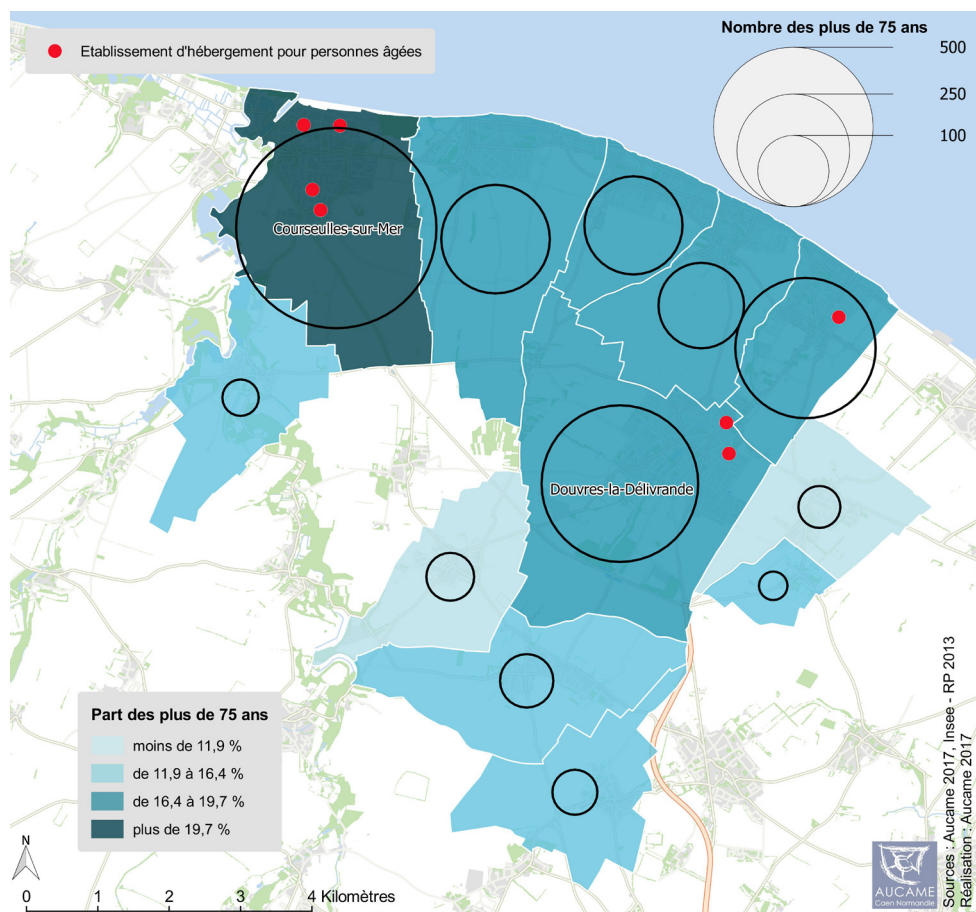 Etablissement d'hébergement pour personnes âgées
Nombre des plus de 75 ans
500
250
100
Courseulles-sur-Mer
Douvres-la-Délivrande
Part des plus de 75 ans
moins de 11,9 %
de 11,9 à 16,4 %
de 16,4 à 19,7 %
plus de 19,7 %
N
0 1 2 3 4 Kilomètres
Sources : Aucame 2017, Insee - RP 2013
Réalisation : Aucame 2017
AUCAME
Caen Normandie